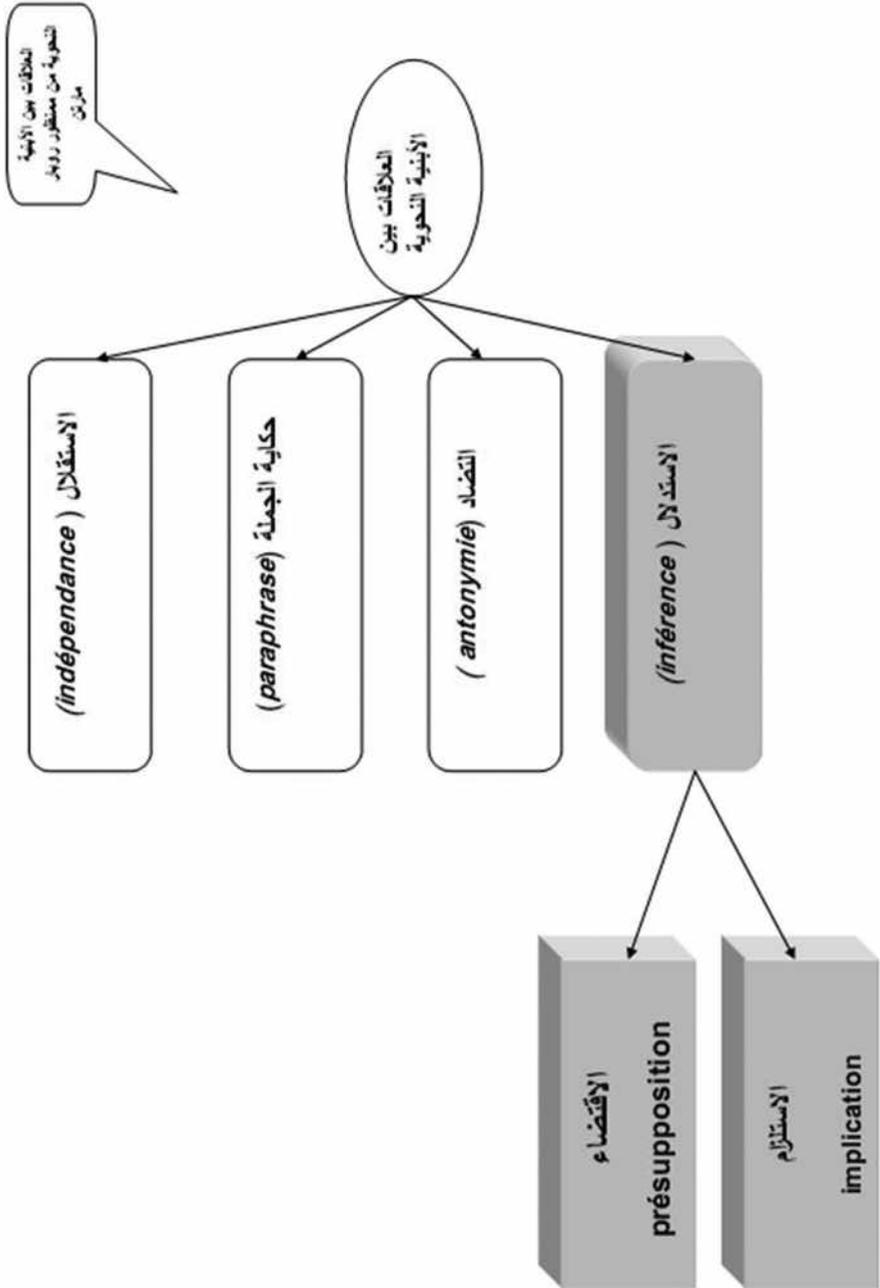 العلاقات بين الأبنية
النحوية من منظور روبار
مارتن
العلاقات بين
الأبنية النحوية
الاستقلال (indépendance)
حكاية الجملة (paraphrase)
التضاد (antonymie )
الاستدلال (inférence )
الاقتضاء
présupposition
الاستلزام
implication